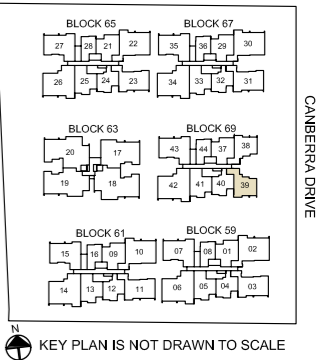 BLOCK 65
BLOCK 67
27 28 21 22
35 36 29 30
26 25 24 23
34 33 32 31
BLOCK 63
BLOCK 69
20 17
43 44 37 38
19 18
42 41 40 39
CANBERRA DRIVE
BLOCK 61
BLOCK 59
15 16 09 10
07 08 01 02
14 13 12 11
06 05 04 03
N
KEY PLAN IS NOT DRAWN TO SCALE